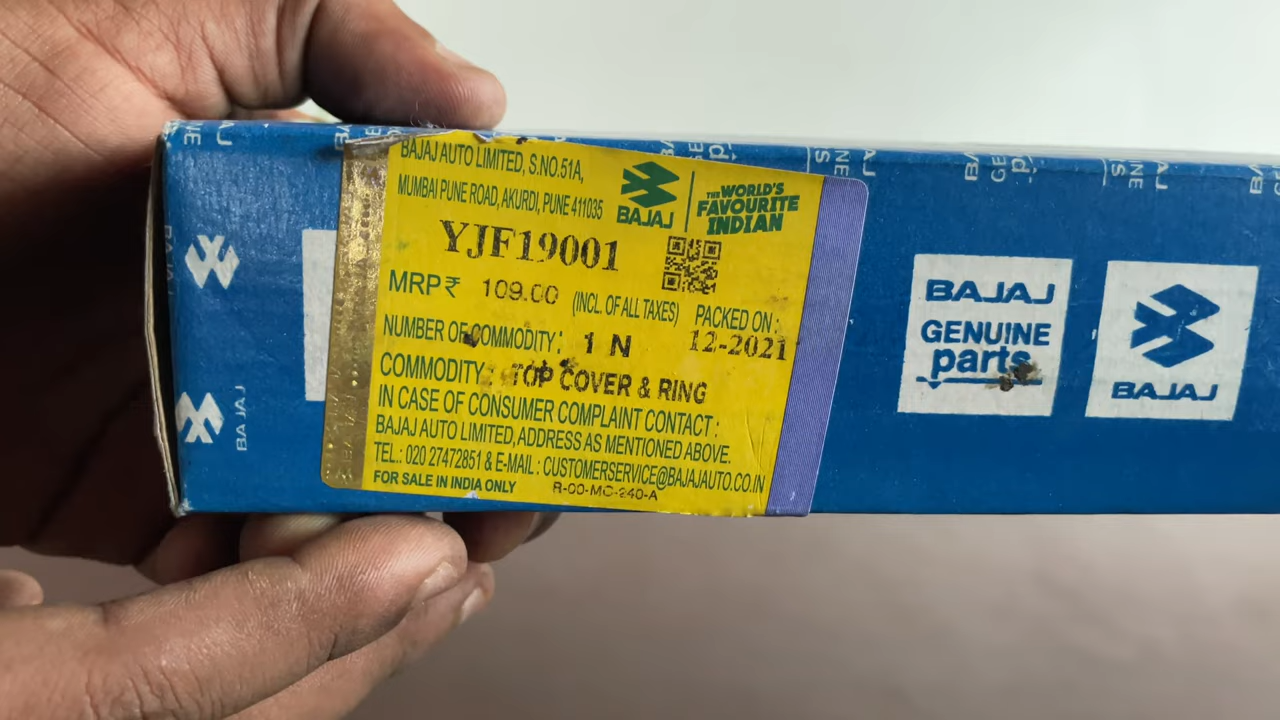 BAJAJ AUTO LIMITED, S.NO.51A,
MUMBAI PUNE ROAD, AKURDI, PUNE 411035
BAJAJ
THE WORLD'S
FAVOURITE
INDIAN
YJF19001
MRP ₹ 109.00 (INCL. OF ALL TAXES) PACKED ON :
NUMBER OF COMMODITY: 1 N 12-2021
COMMODITY: TOP COVER & RING
IN CASE OF CONSUMER COMPLAINT CONTACT :
BAJAJ AUTO LIMITED, ADDRESS AS MENTIONED ABOVE.
TEL.: 020 27472851 & E-MAIL : CUSTOMERSERVICE@BAJAJAUTO.CO.IN
FOR SALE IN INDIA ONLY R-00-MC-240-A
BAJAJ
GENUINE
parts
BAJAJ
BAJAJ